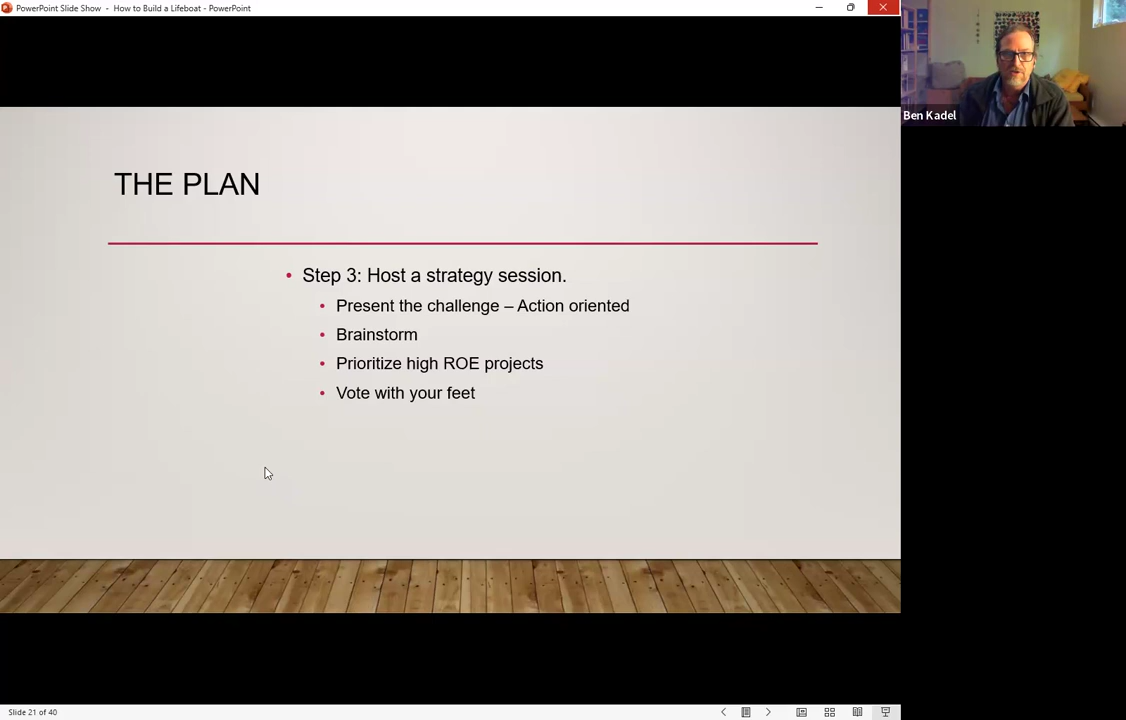 PowerPoint Slide Show - How to Build a Lifeboat - PowerPoint
Ben Kadel
THE PLAN
• Step 3: Host a strategy session.
• Present the challenge – Action oriented
• Brainstorm
• Prioritize high ROE projects
• Vote with your feet
Slide 21 of 40